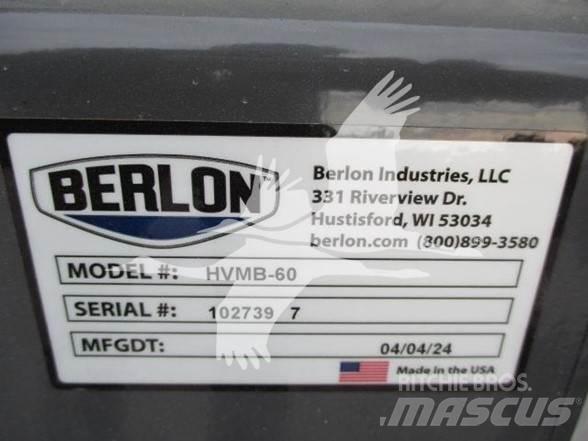 BERLON™
Berlon Industries, LLC
331 Riverview Dr.
Hustisford, WI 53034
berlon.com (800)899-3580
MODEL #: HVMB-60
SERIAL #: 102739 7
MFGDT: 04/04/24
Made in the USA
RITCHIE BROS.
MASCUS